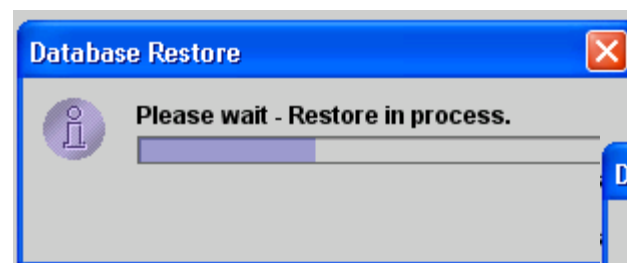 Database Restore
Please wait - Restore in process.
D